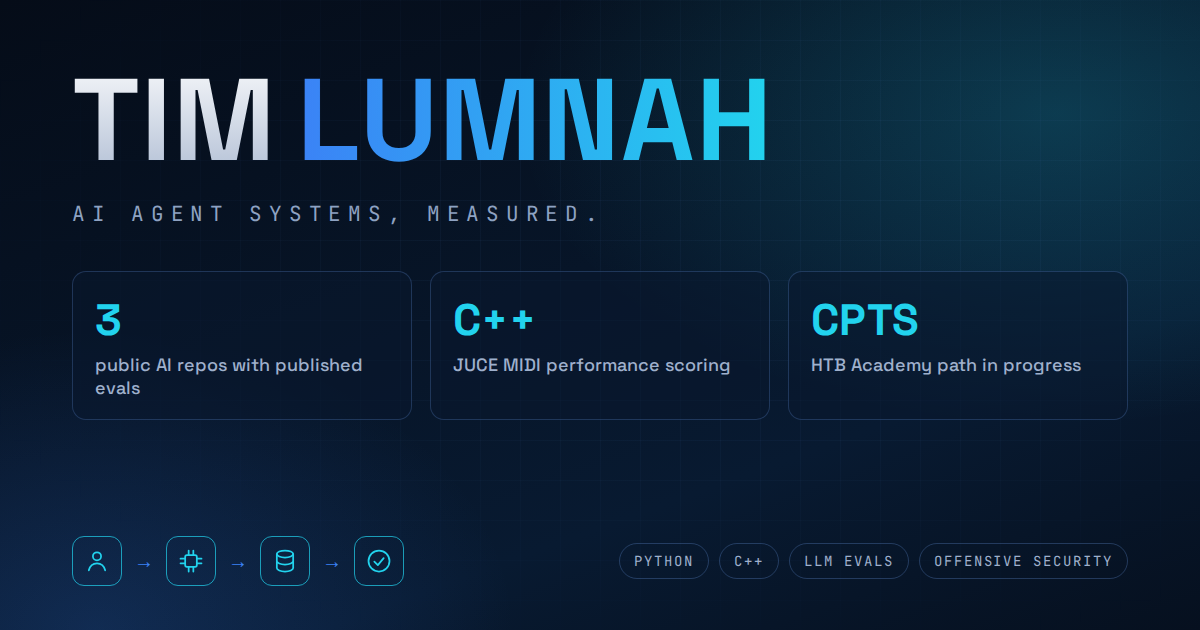 TIM LUMNAH
AI AGENT SYSTEMS, MEASURED.
3
public AI repos with published
evals
C++
JUCE MIDI performance scoring
CPTS
HTB Academy path in progress
→ → →
PYTHON
C++
LLM EVALS
OFFENSIVE SECURITY